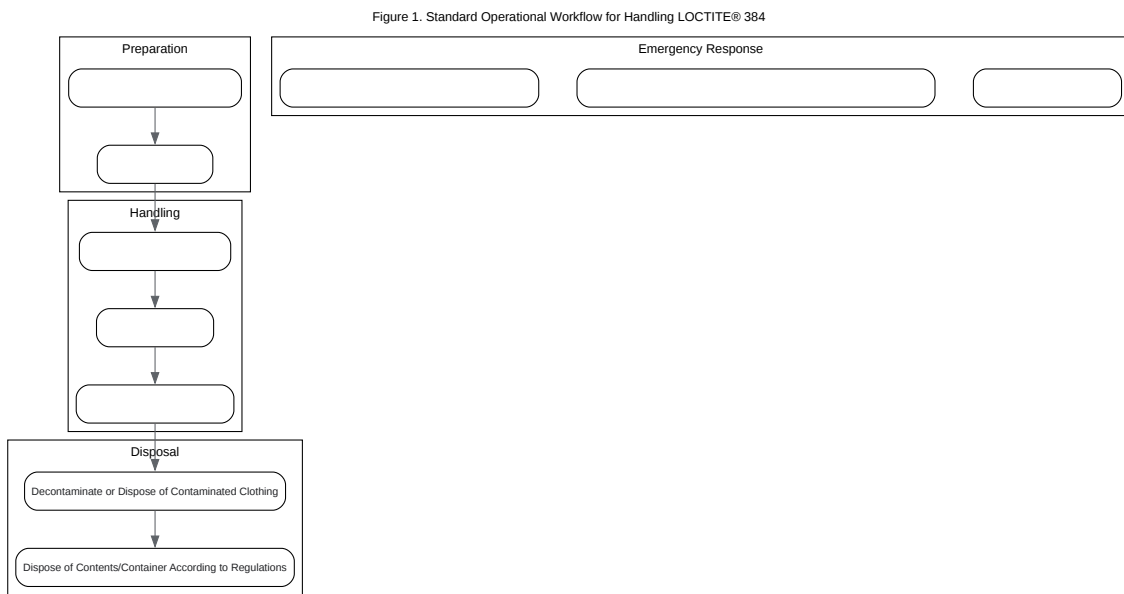 Figure 1. Standard Operational Workflow for Handling LOCTITE® 384
Preparation
Emergency Response
Handling
Disposal
Decontaminate or Dispose of Contaminated Clothing
Dispose of Contents/Container According to Regulations